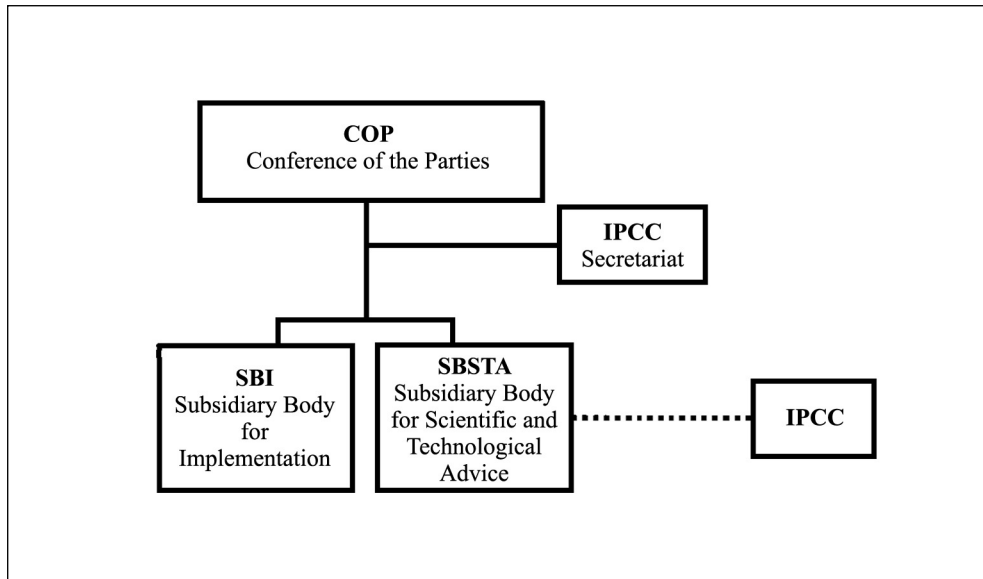 COP
Conference of the Parties
IPCC
Secretariat
SBI
Subsidiary Body
for
Implementation
SBSTA
Subsidiary Body
for Scientific and
Technological
Advice
IPCC